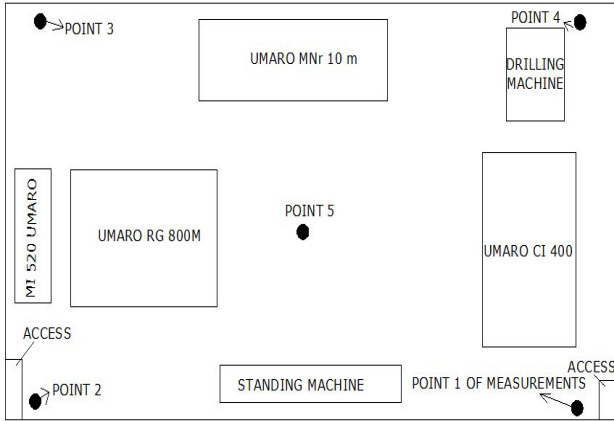 POINT 3
UMARO MNr 10 m
POINT 4
DRILLING
MACHINE
MI 520 UMARO
UMARO RG 800M
POINT 5
UMARO CI 400
ACCESS
POINT 2
STANDING MACHINE
POINT 1 OF MEASUREMENTS
ACCESS